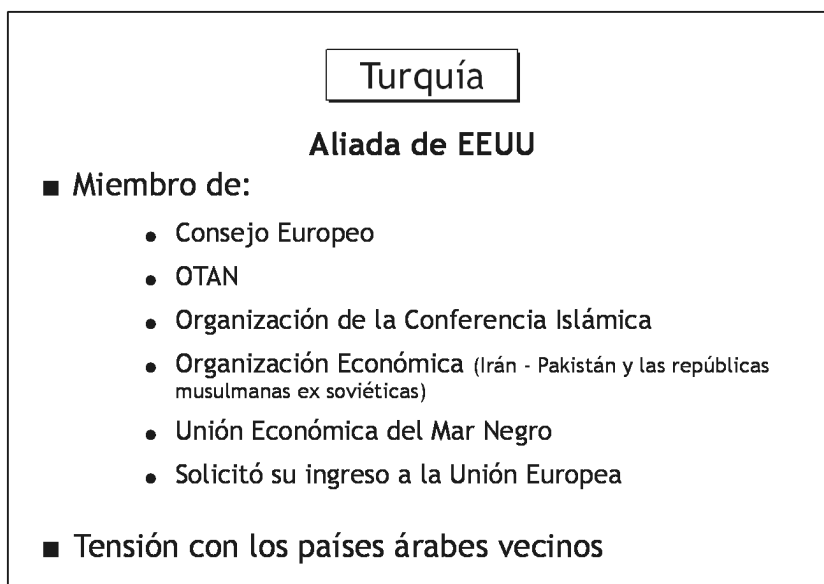 Turquía
Aliada de EEUU
■ Miembro de:
● Consejo Europeo
● OTAN
● Organización de la Conferencia Islámica
● Organización Económica (Irán - Pakistán y las repúblicas
musulmanas ex soviéticas)
● Unión Económica del Mar Negro
● Solicitó su ingreso a la Unión Europea
■ Tensión con los países árabes vecinos